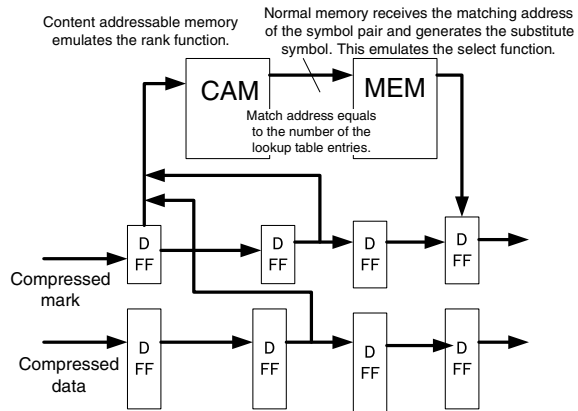 Content addressable memory
emulates the rank function.
Normal memory receives the matching address
of the symbol pair and generates the substitute
symbol. This emulates the select function.
CAM
MEM
Match address equals
to the number of the
lookup table entries.
D
FF
D
FF
D
FF
D
FF
Compressed
mark
D
FF
D
FF
D
FF
D
FF
Compressed
data